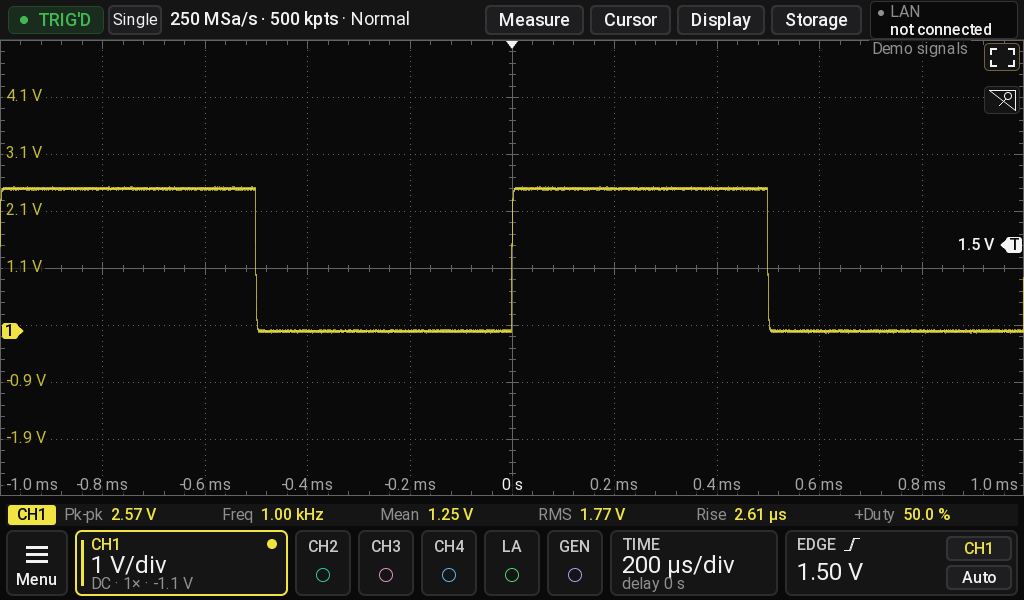 TRIG'D Single 250 MSa/s · 500 kpts · Normal Measure Cursor Display Storage LAN
not connected
Demo signals
4.1 V
3.1 V
2.1 V
1.5 V T
1.1 V
1
-0.9 V
-1.9 V
-1.0 ms -0.8 ms -0.6 ms -0.4 ms -0.2 ms 0 s 0.2 ms 0.4 ms 0.6 ms 0.8 ms 1.0 ms
CH1 Pk-pk 2.57 V Freq 1.00 kHz Mean 1.25 V RMS 1.77 V Rise 2.61 µs +Duty 50.0 %
Menu
CH1
1 V/div
DC · 1× · -1.1 V
CH2
CH3
CH4
LA
GEN
TIME
200 µs/div
delay 0 s
EDGE
1.50 V
CH1
Auto